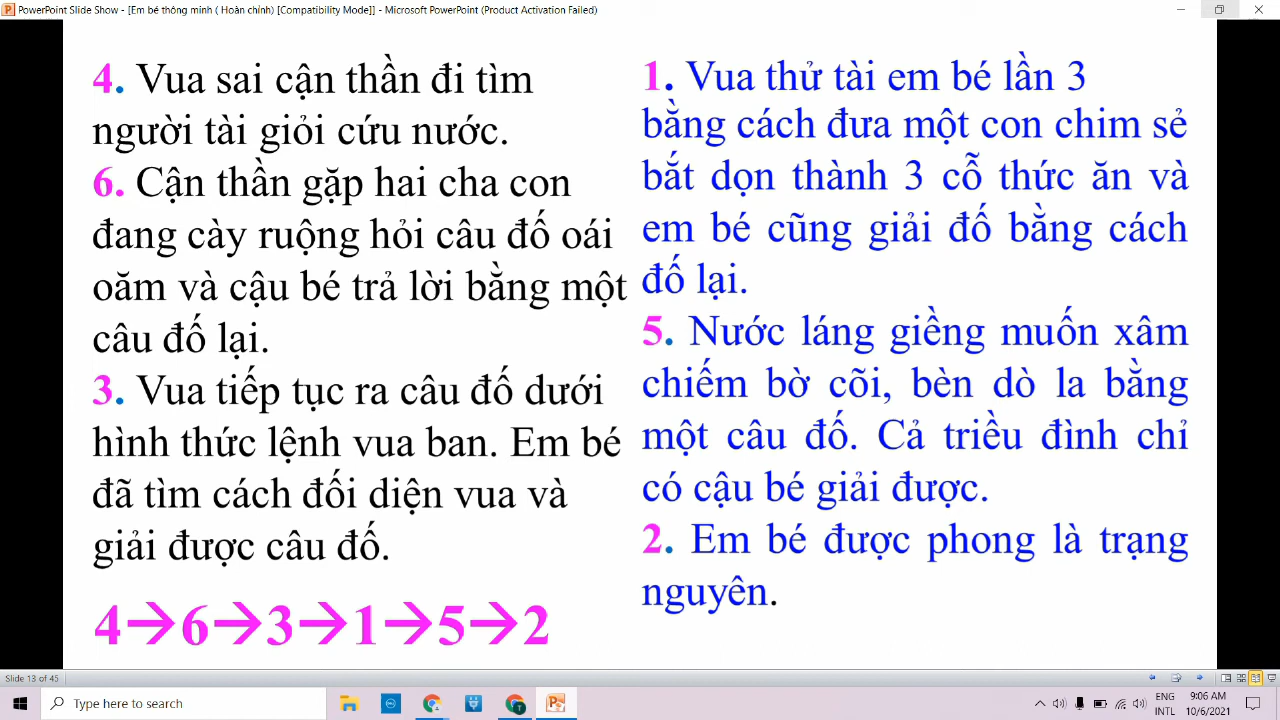 PowerPoint Slide Show - [Em bé thông minh ( Hoàn chỉnh) [Compatibility Mode]] - Microsoft PowerPoint (Product Activation Failed)
4. Vua sai cận thần đi tìm
người tài giỏi cứu nước.
6. Cận thần gặp hai cha con
đang cày ruộng hỏi câu đố oái
oăm và cậu bé trả lời bằng một
câu đố lại.
3. Vua tiếp tục ra câu đố dưới
hình thức lệnh vua ban. Em bé
đã tìm cách đối diện vua và
giải được câu đố.
4→6→3→1→5→2
1. Vua thử tài em bé lần 3
bằng cách đưa một con chim sẻ
bắt dọn thành 3 cỗ thức ăn và
em bé cũng giải đố bằng cách
đố lại.
5. Nước láng giềng muốn xâm
chiếm bờ cõi, bèn dò la bằng
một câu đố. Cả triều đình chỉ
có cậu bé giải được.
2. Em bé được phong là trạng
nguyên.
Slide 13 of 45
Type here to search
ENG
INTL
9:06 AM
10/6/2021